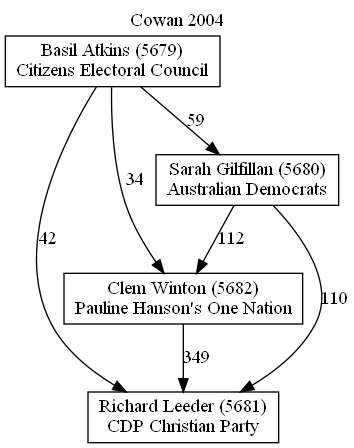 Cowan 2004
Basil Atkins (5679)
Citizens Electoral Council
59
Sarah Gilfillan (5680)
Australian Democrats
34
42
112
Clem Winton (5682)
Pauline Hanson's One Nation
110
349
Richard Leeder (5681)
CDP Christian Party